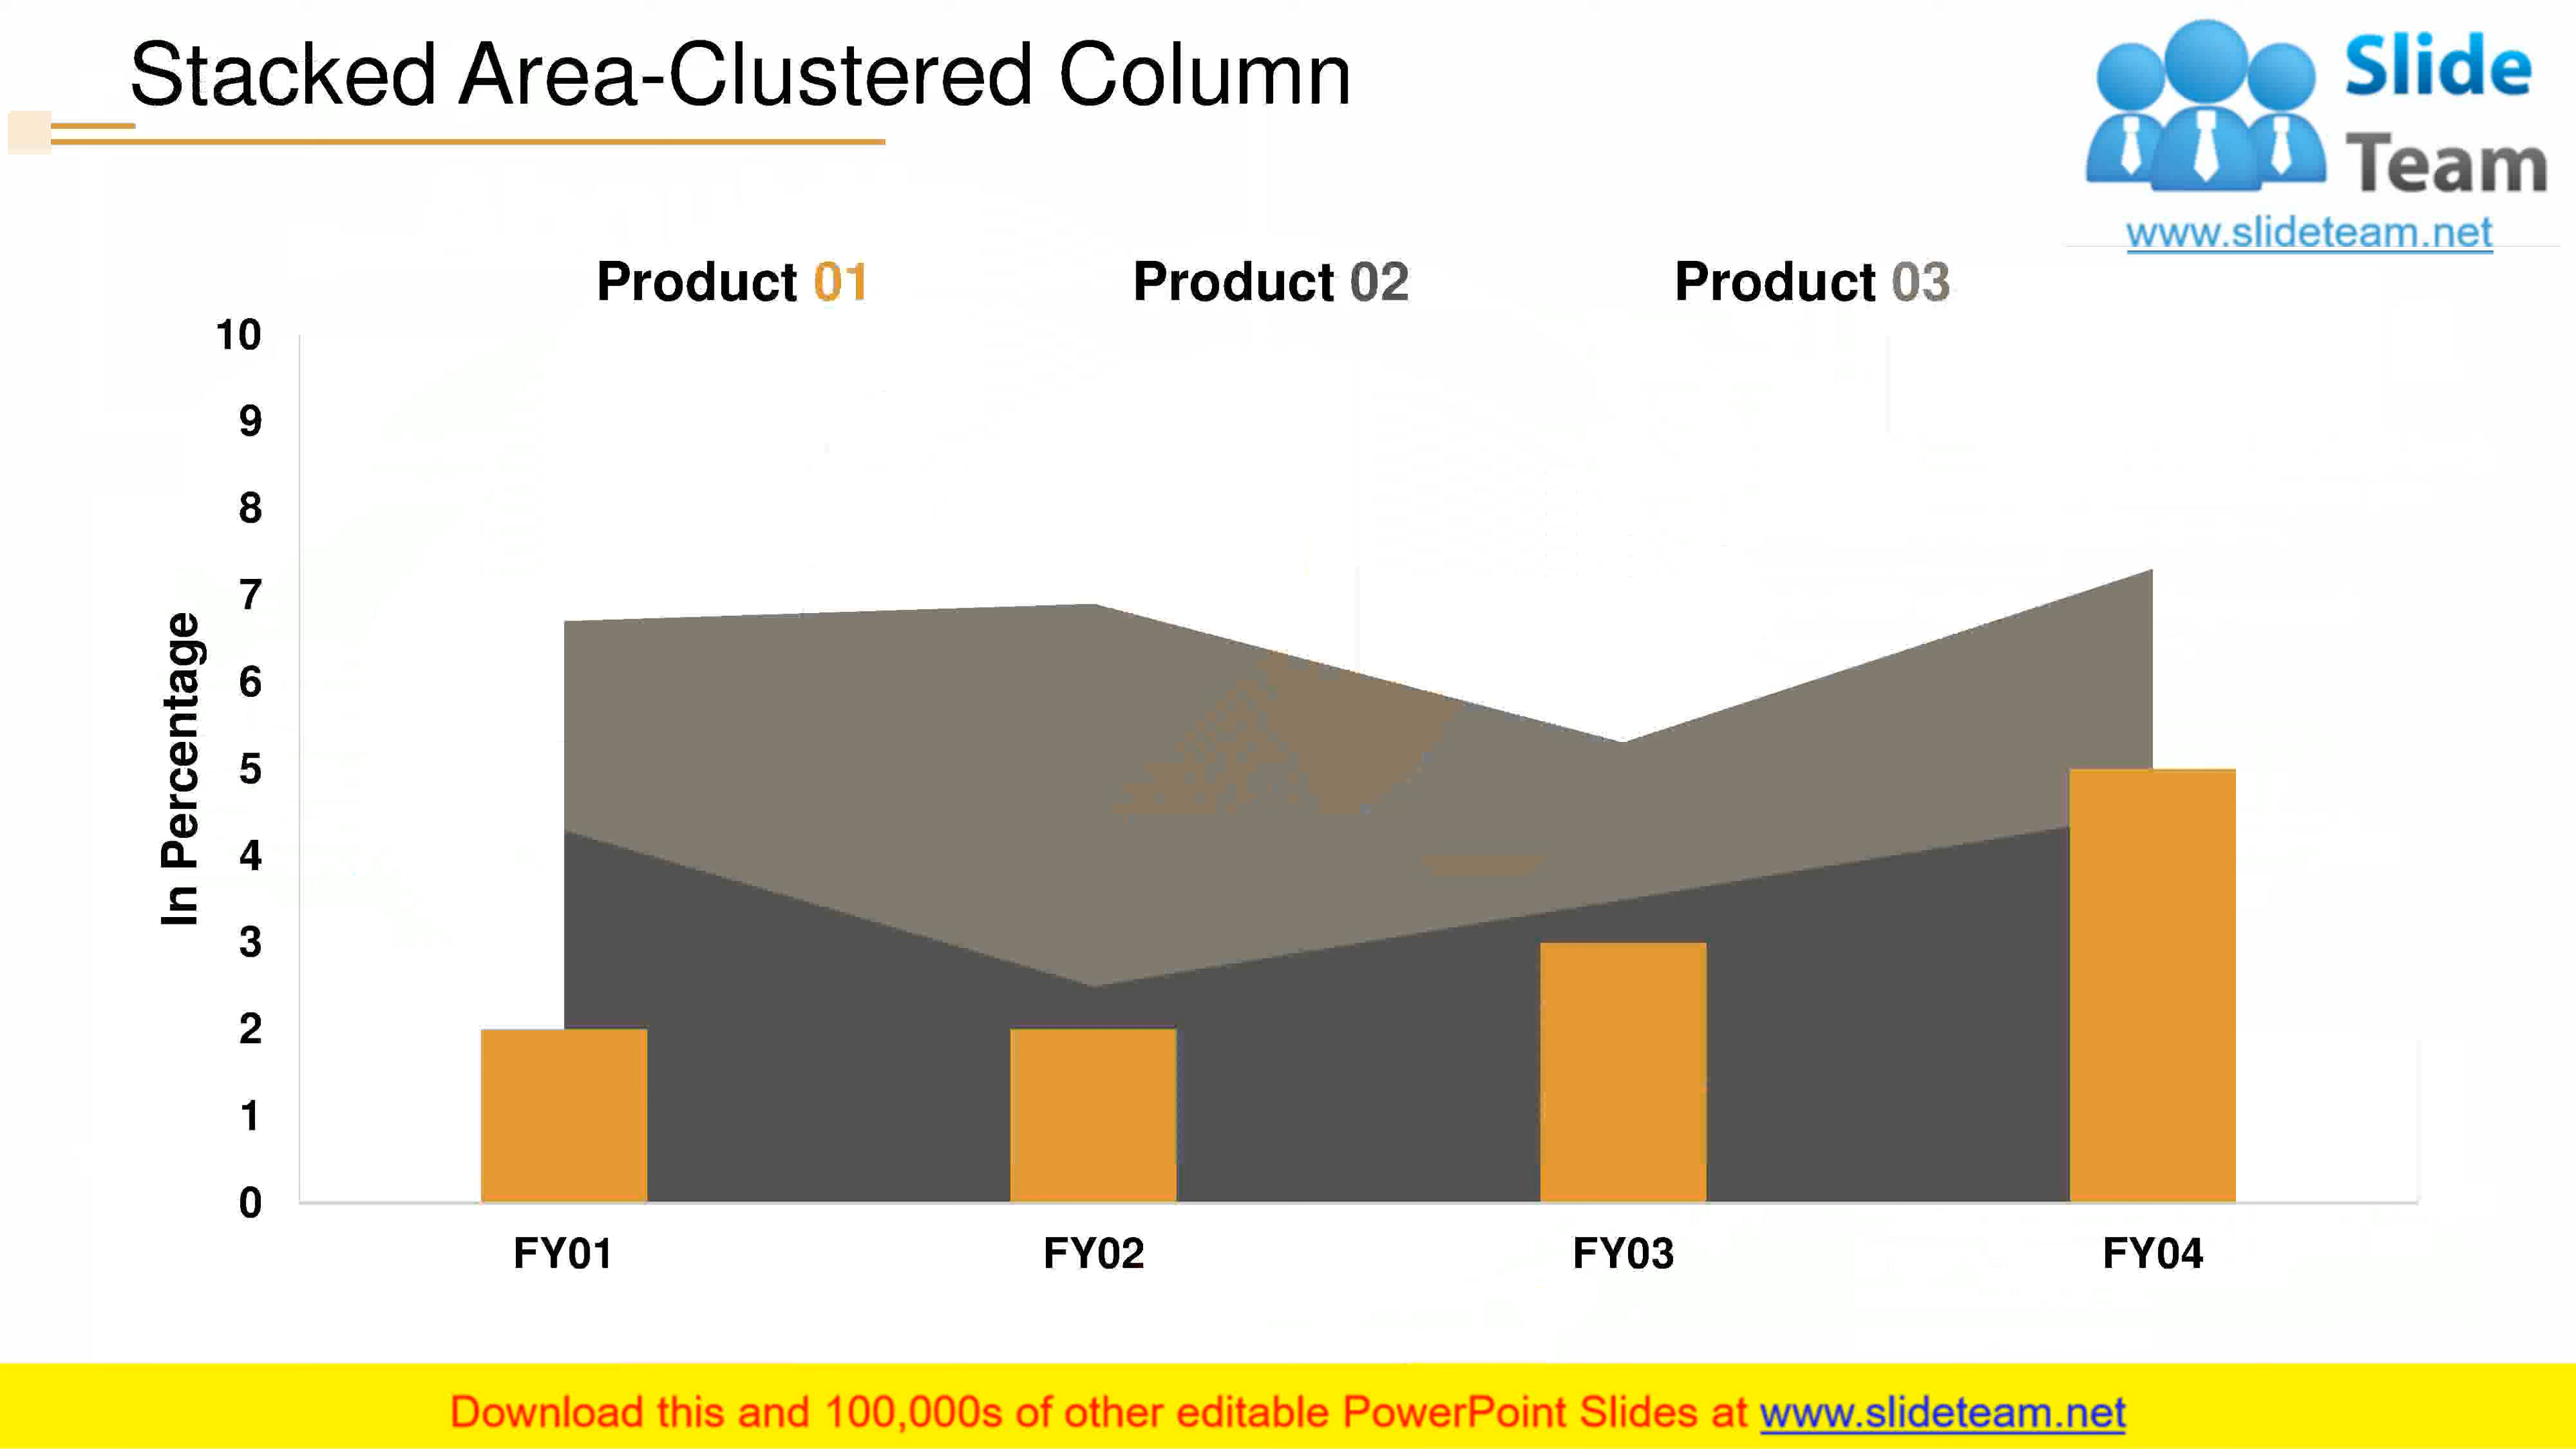 Stacked Area-Clustered Column
Slide
Team
www.slideteam.net
Product 01 Product 02 Product 03
10
9
8
7
6
5
4
3
2
1
0
In Percentage
FY01 FY02 FY03 FY04
Download this and 100,000s of other editable PowerPoint Slides at www.slideteam.net